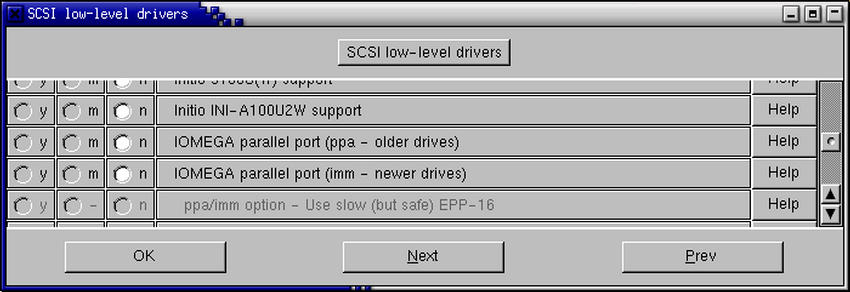 SCSI low-level drivers
SCSI low-level drivers
support Help
y m n Initio INI-A100U2W support Help
y m n IOMEGA parallel port (ppa - older drives) Help
y m n IOMEGA parallel port (imm - newer drives) Help
y - n ppa/imm option - Use slow (but safe) EPP-16 Help
OK Next Prev